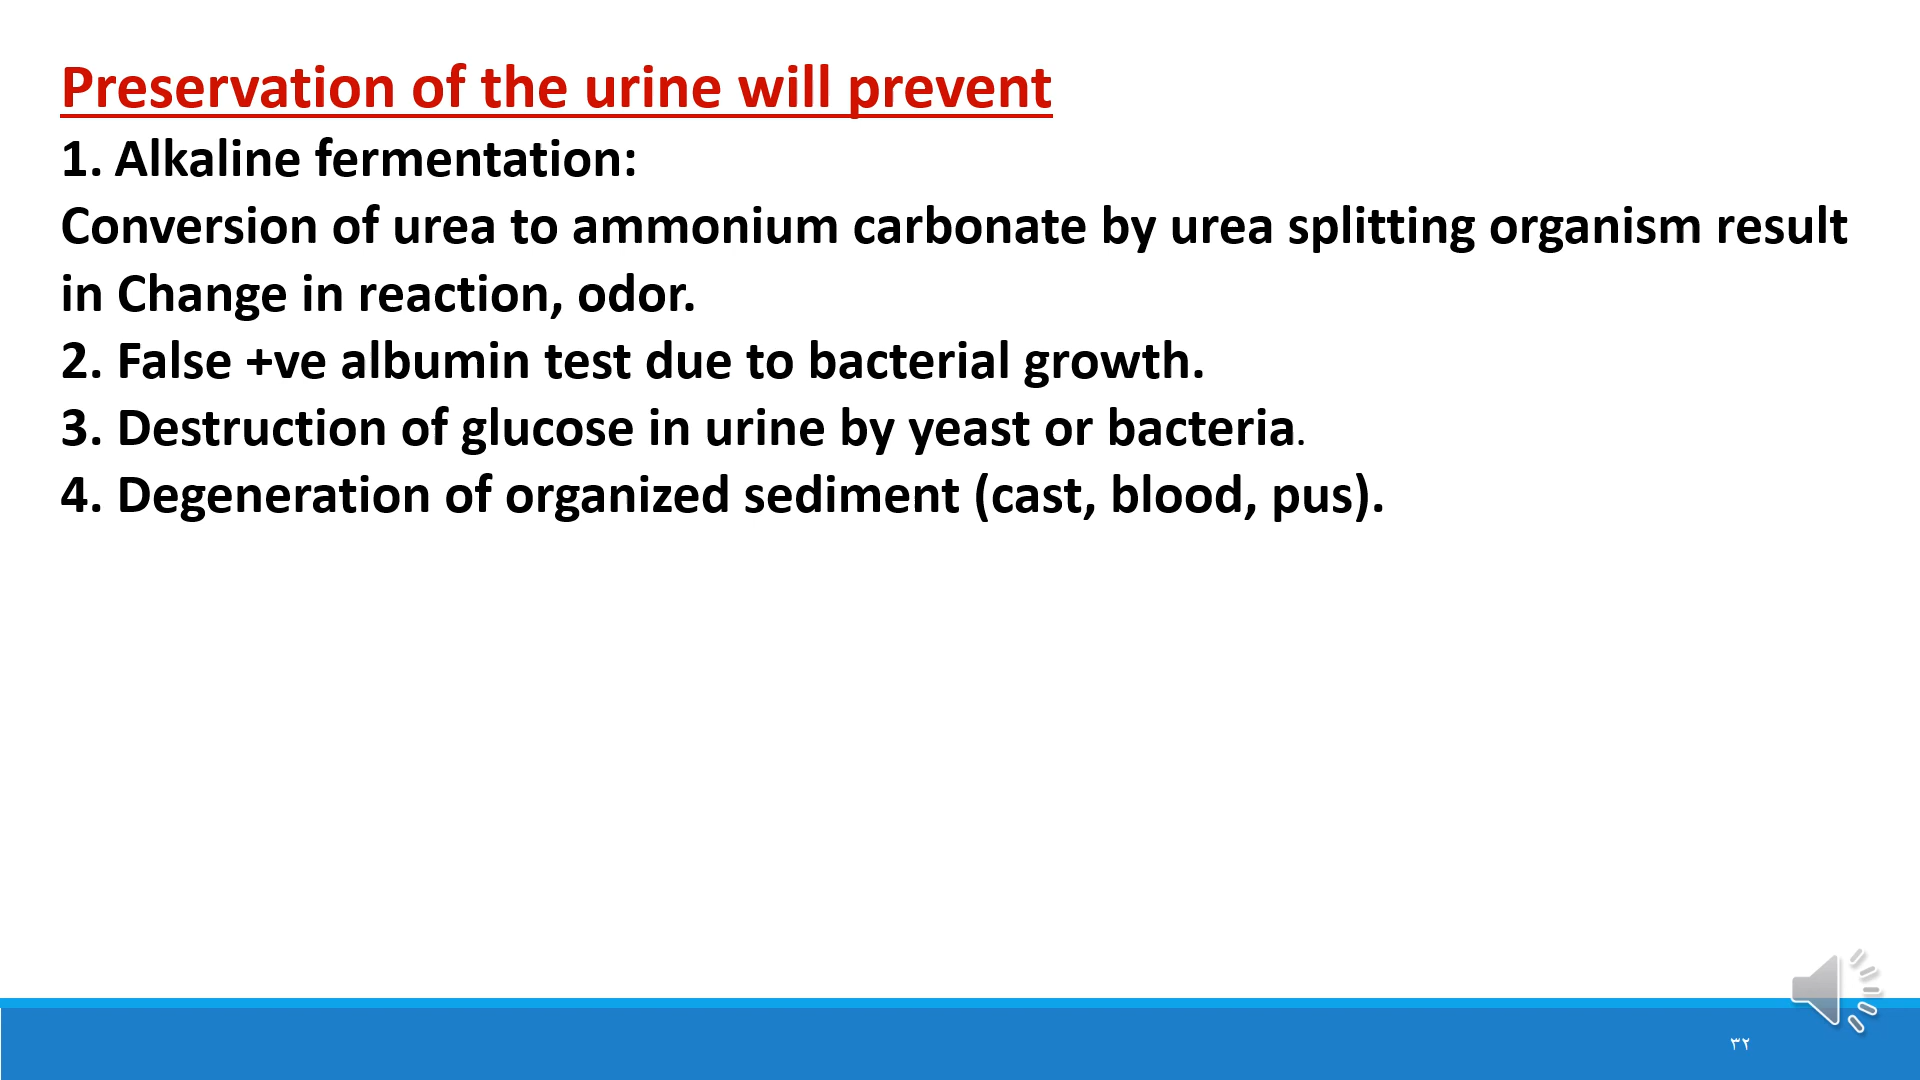 Preservation of the urine will prevent
1. Alkaline fermentation:
Conversion of urea to ammonium carbonate by urea splitting organism result
in Change in reaction, odor.
2. False +ve albumin test due to bacterial growth.
3. Destruction of glucose in urine by yeast or bacteria.
4. Degeneration of organized sediment (cast, blood, pus).
٣٢